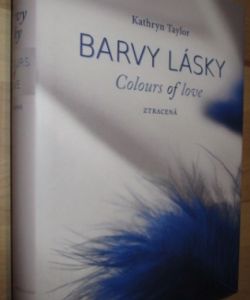 Kathryn Taylor
BARVY LÁSKY
Colours of love
ZTRACENÁ